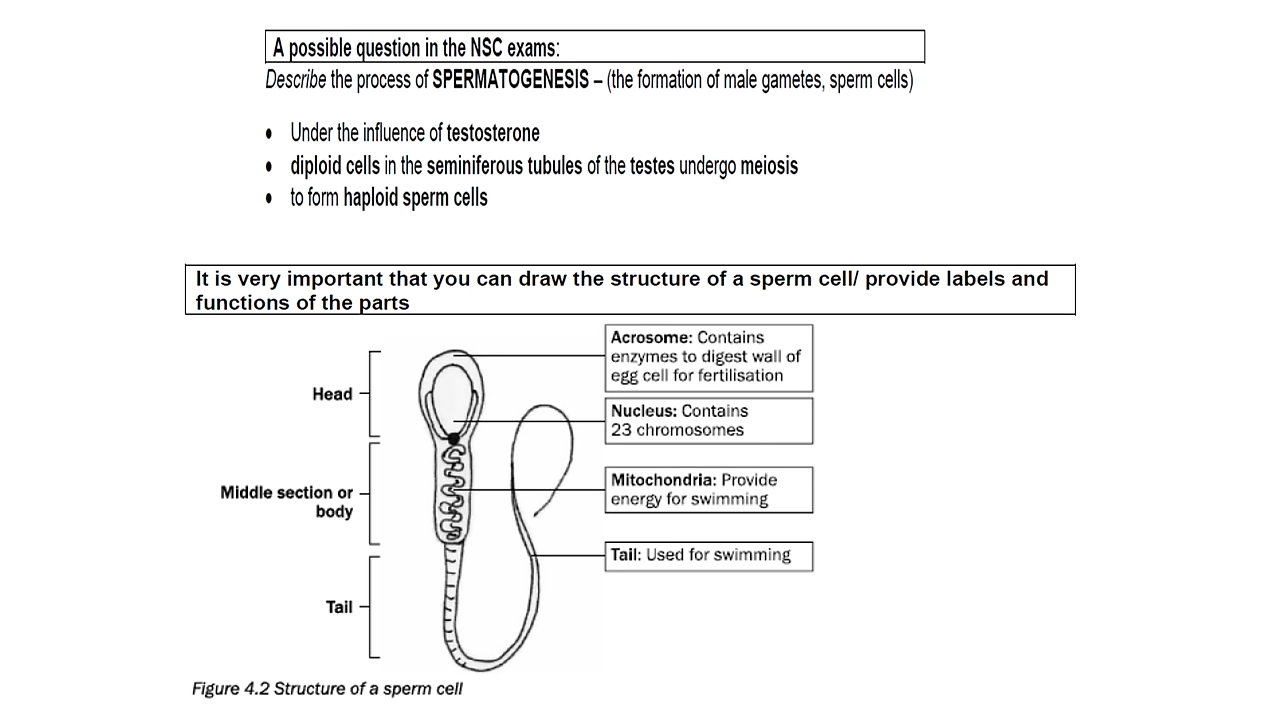 A possible question in the NSC exams:
Describe the process of SPERMATOGENESIS – (the formation of male gametes, sperm cells)
• Under the influence of testosterone
• diploid cells in the seminiferous tubules of the testes undergo meiosis
• to form haploid sperm cells
It is very important that you can draw the structure of a sperm cell/ provide labels and
functions of the parts
Acrosome: Contains
enzymes to digest wall of
egg cell for fertilisation
Head
Nucleus: Contains
23 chromosomes
Mitochondria: Provide
energy for swimming
Middle section or
body
Tail: Used for swimming
Tail
Figure 4.2 Structure of a sperm cell